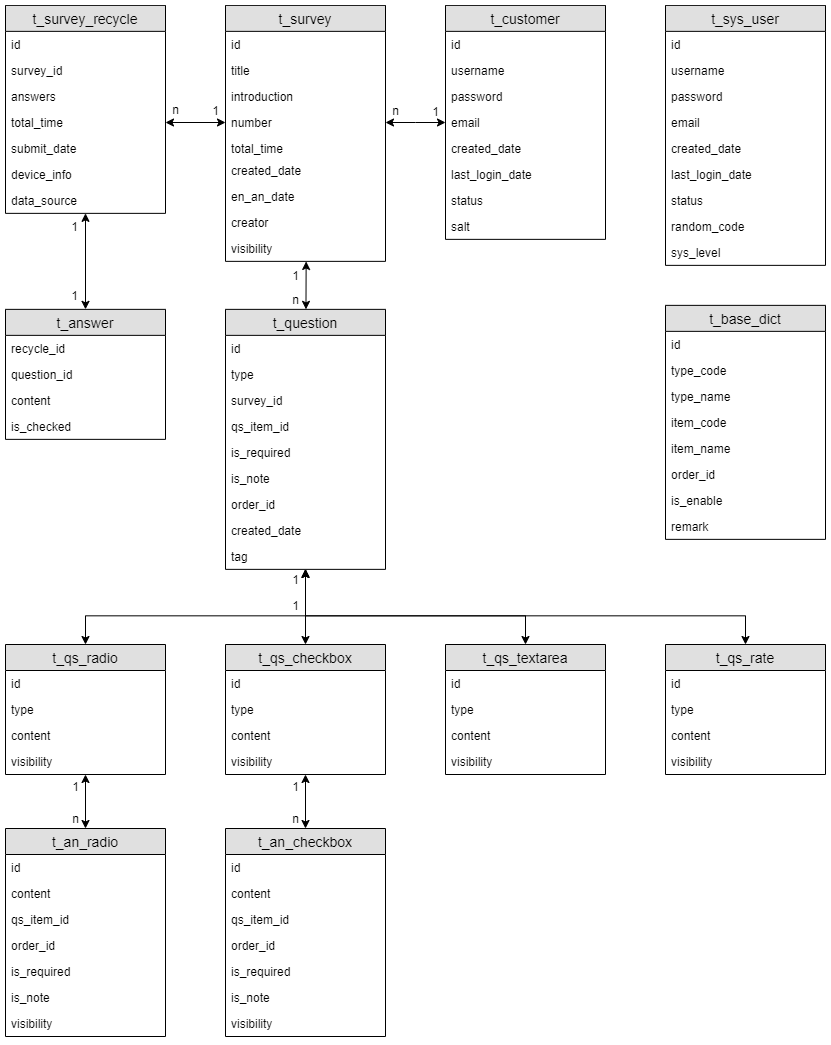 t_survey_recycle
id
survey_id
answers
total_time
submit_date
device_info
data_source
n
1
t_survey
id
title
introduction
number
total_time
created_date
en_an_date
creator
visibility
n
1
t_customer
id
username
password
email
created_date
last_login_date
status
salt
t_sys_user
id
username
password
email
created_date
last_login_date
status
random_code
sys_level
1
1
t_answer
recycle_id
question_id
content
is_checked
1
n
t_question
id
type
survey_id
qs_item_id
is_required
is_note
order_id
created_date
tag
t_base_dict
id
type_code
type_name
item_code
item_name
order_id
is_enable
remark
1
1
t_qs_radio
id
type
content
visibility
t_qs_checkbox
id
type
content
visibility
t_qs_textarea
id
type
content
visibility
t_qs_rate
id
type
content
visibility
1
n
t_an_radio
id
content
qs_item_id
order_id
is_required
is_note
visibility
1
n
t_an_checkbox
id
content
qs_item_id
order_id
is_required
is_note
visibility